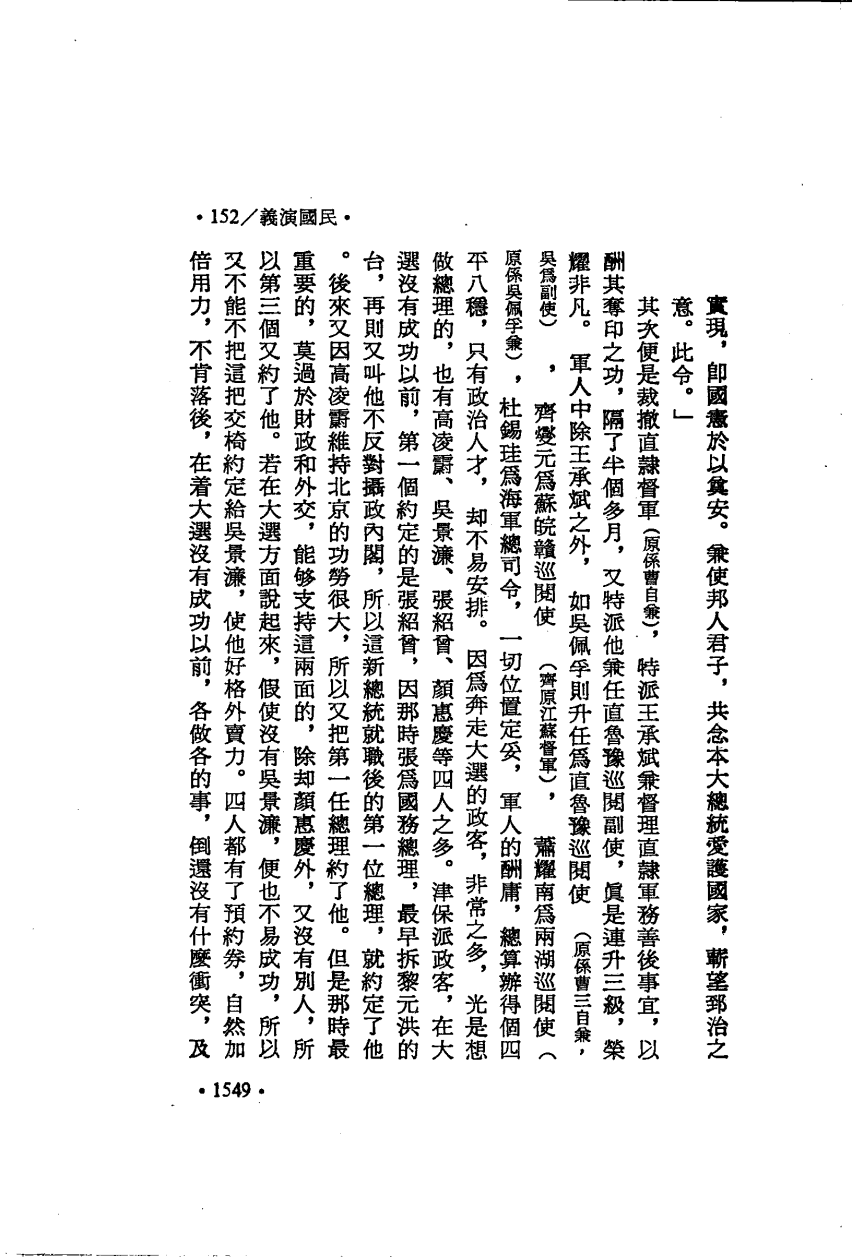 •民國演義／152•
實現，卽國憲於以奠安。兼使邦人君子，共念本大總統愛護國家，蘄望郅治之
意。此令。」
其次便是裁撤直隸督軍（原係曹自兼），特派王承斌兼督理直隸軍務善後事宜，以
酬其奪印之功，隔了半個多月，又特派他兼任直魯豫巡閱副使，眞是連升三級，榮
耀非凡。軍人中除王承斌之外，如吳佩孚則升任爲直魯豫巡閱使（原係曹三自兼，
吳爲副使），齊燮元爲蘇皖贛巡閱使（齊原江蘇督軍），蕭耀南爲兩湖巡閱使（
原係吳佩孚兼），杜錫珪爲海軍總司令，一切位置定妥，軍人的酬庸，總算辦得個四
平八穩，只有政治人才，却不易安排。因爲奔走大選的政客，非常之多，光是想
做總理的，也有高凌霨、吳景濂、張紹曾、顏惠慶等四人之多。津保派政客，在大
選沒有成功以前，第一個約定的是張紹曾，因那時張爲國務總理，最早拆黎元洪的
台，再則又叫他不反對攝政內閣，所以這新總統就職後的第一位總理，就約定了他
。後來又因高凌霨維持北京的功勞很大，所以又把第一任總理約了他。但是那時最
重要的，莫過於財政和外交，能够支持這兩面的，除却顏惠慶外，又沒有別人，所
以第三個又約了他。若在大選方面說起來，假使沒有吳景濂，便也不易成功，所以
又不能不把這把交椅約定給吳景濂，使他好格外賣力。四人都有了預約券，自然加
倍用力，不肯落後，在着大選沒有成功以前，各做各的事，倒還沒有什麼衝突，及
•1549•